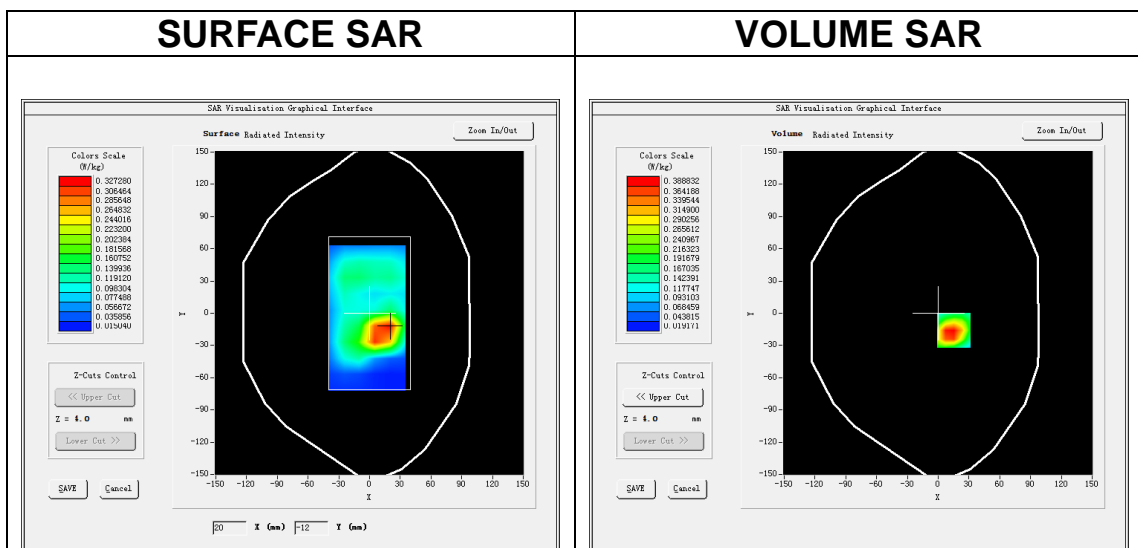 SURFACE SAR
VOLUME SAR
SAR Visualisation Graphical Interface
Surface Radiated Intensity
Zoom In/Out
Colors Scale
(W/kg)
0.327280
0.306464
0.285648
0.264832
0.244016
0.223200
0.202384
0.181568
0.160752
0.139936
0.119120
0.098304
0.077488
0.056672
0.035856
0.015040
Z-Cuts Control
<< Upper Cut
Z = 4.0 mm
Lower Cut >>
SAVE Cancel
150
120
90
60
30
0
-30
-60
-90
-120
-150
Y
-150 -120 -90 -60 -30 0 30 60 90 120 150
X
20 X (mm) -12 Y (mm)
SAR Visualisation Graphical Interface
Volume Radiated Intensity
Zoom In/Out
Colors Scale
(W/kg)
0.388832
0.364188
0.339544
0.314900
0.290256
0.265612
0.240967
0.216323
0.191679
0.167035
0.142391
0.117747
0.093103
0.068459
0.043815
0.019171
Z-Cuts Control
<< Upper Cut
Z = 4.0 mm
Lower Cut >>
SAVE Cancel
150
120
90
60
30
0
-30
-60
-90
-120
-150
Y
-150 -120 -90 -60 -30 0 30 60 90 120 150
X